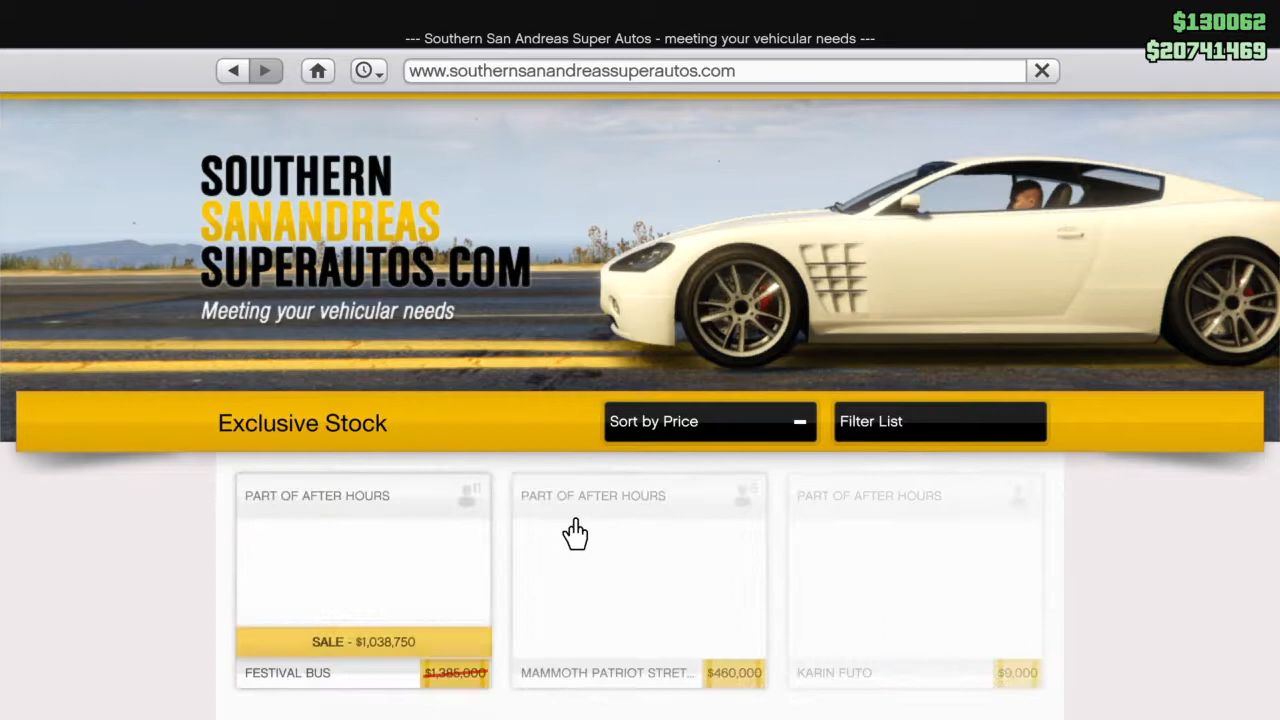 $130062
--- Southern San Andreas Super Autos - meeting your vehicular needs ---
$20741469
www.southernsanandreassuperautos.com
SOUTHERN
SANANDREAS
SUPERAUTOS.COM
Meeting your vehicular needs
Exclusive Stock
Sort by Price
Filter List
PART OF AFTER HOURS
PART OF AFTER HOURS
PART OF AFTER HOURS
SALE - $1,038,750
FESTIVAL BUS $1,385,000
MAMMOTH PATRIOT STRET... $460,000
KARIN FUTO $9,000